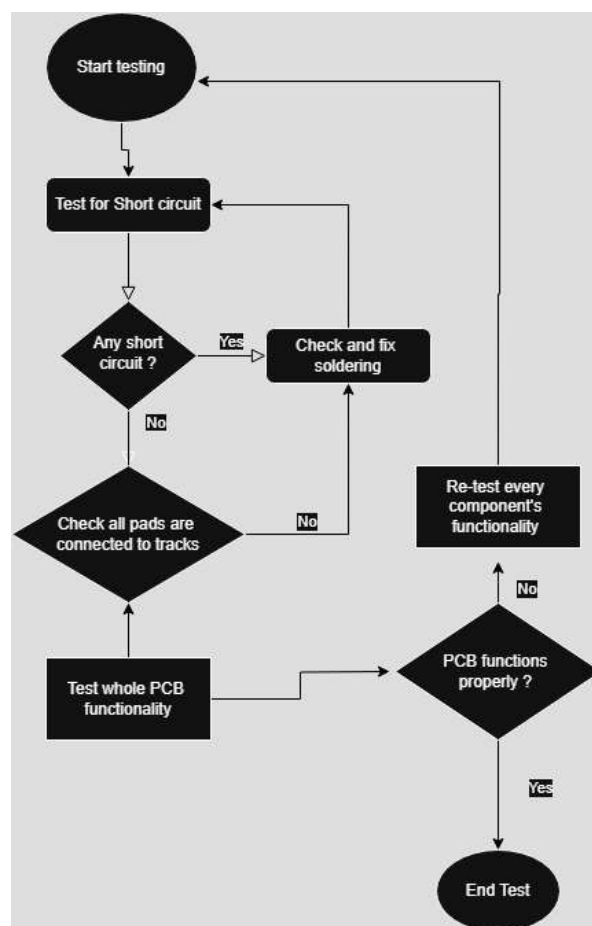 Start testing
Test for Short circuit
Any short
circuit ?
Yes
Check and fix
soldering
No
Check all pads are
connected to tracks
No
Re-test every
component's
functionality
No
Test whole PCB
functionality
PCB functions
properly ?
Yes
End Test